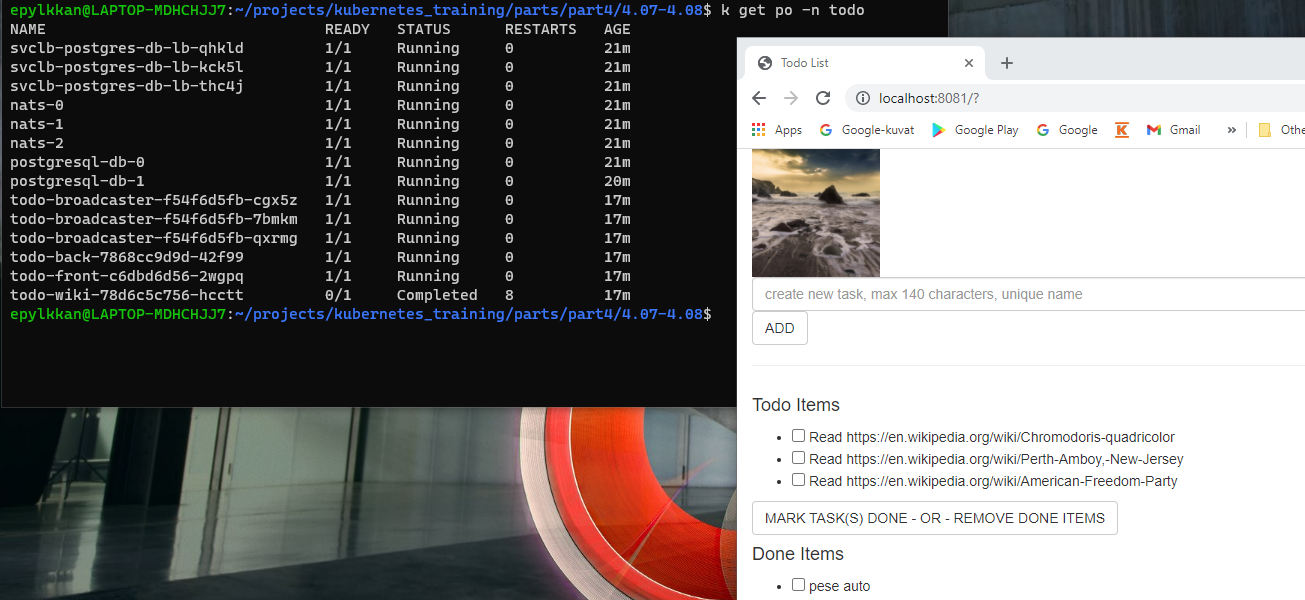 epylkkan@LAPTOP-MDHCHJJ7:~/projects/kubernetes_training/parts/part4/4.07-4.08$ k get po -n todo
NAME READY STATUS RESTARTS AGE
svclb-postgres-db-lb-qhkld 1/1 Running 0 21m
svclb-postgres-db-lb-kck5l 1/1 Running 0 21m
svclb-postgres-db-lb-thc4j 1/1 Running 0 21m
nats-0 1/1 Running 0 21m
nats-1 1/1 Running 0 21m
nats-2 1/1 Running 0 21m
postgresql-db-0 1/1 Running 0 21m
postgresql-db-1 1/1 Running 0 20m
todo-broadcaster-f54f6d5fb-cgx5z 1/1 Running 0 17m
todo-broadcaster-f54f6d5fb-7bmkm 1/1 Running 0 17m
todo-broadcaster-f54f6d5fb-qxrmg 1/1 Running 0 17m
todo-back-7868cc9d9d-42f99 1/1 Running 0 17m
todo-front-c6dbd6d56-2wgpq 1/1 Running 0 17m
todo-wiki-78d6c5c756-hcctt 0/1 Completed 8 17m
epylkkan@LAPTOP-MDHCHJJ7:~/projects/kubernetes_training/parts/part4/4.07-4.08$
Todo List
localhost:8081/?
Apps Google-kuvat Google Play Google K Gmail » Othe
create new task, max 140 characters, unique name
ADD
Todo Items
Read https://en.wikipedia.org/wiki/Chromodoris-quadricolor
Read https://en.wikipedia.org/wiki/Perth-Amboy,-New-Jersey
Read https://en.wikipedia.org/wiki/American-Freedom-Party
MARK TASK(S) DONE - OR - REMOVE DONE ITEMS
Done Items
pese auto